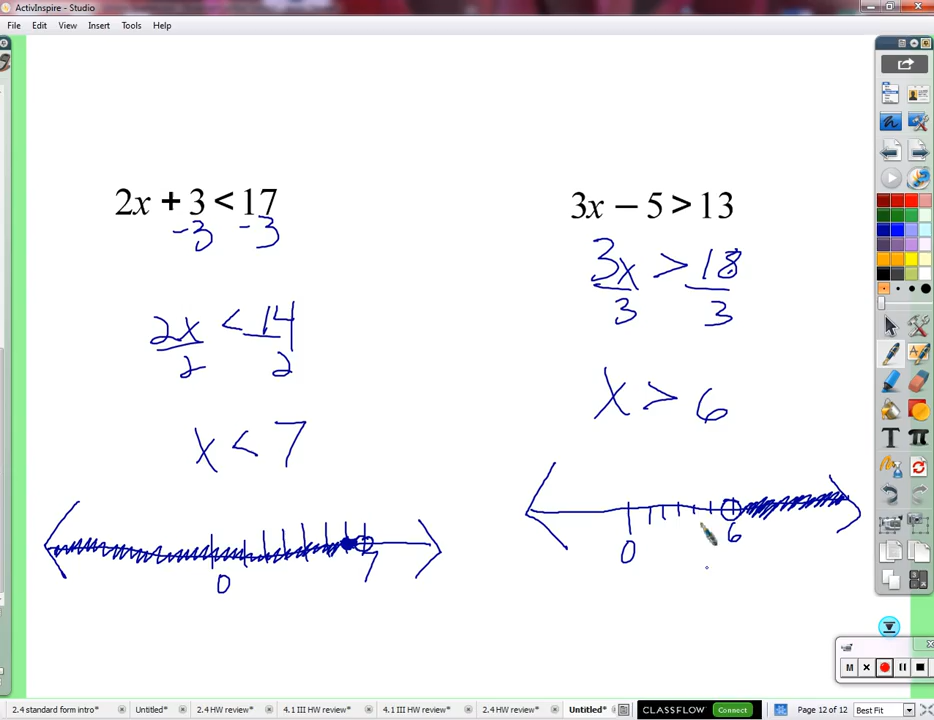 ActivInspire - Studio
File Edit View Insert Tools Help
2x + 3 < 17
-3 -3
2x < 14
2 2
x < 7
0 7
3x − 5 > 13
3x > 18
3 3
x > 6
0 6
T π
M
2.4 standard form intro* Untitled* 2.4 HW review* 4.1 III HW review* 4.1 III HW review* 2.4 HW review* Untitled* CLASSFLOW Connect Page 12 of 12 Best Fit